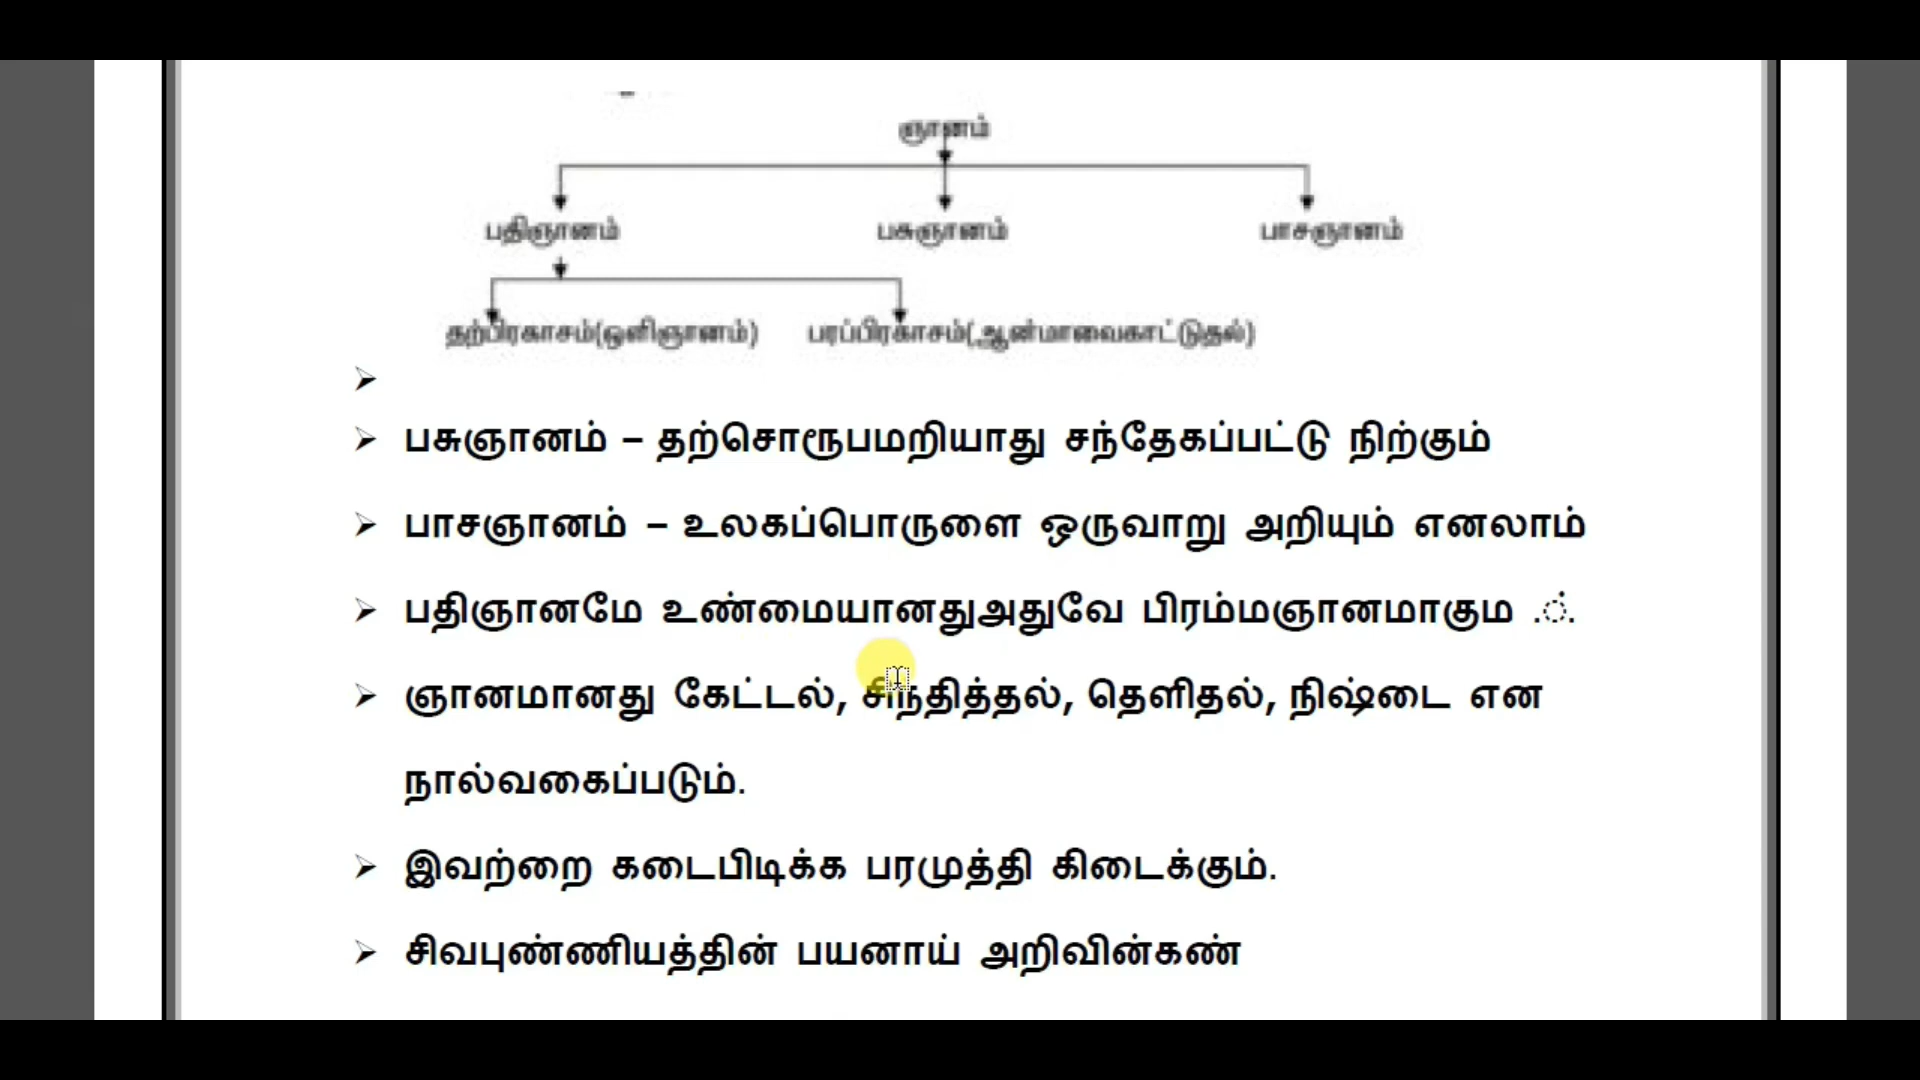 ஞானம்
பதிஞானம் பசுஞானம் பாசஞானம்
தற்பிரகாசம்(ஒளிஞானம்) பரப்பிரகாசம்(ஆன்மாவைகாட்டுதல்)
➢
➢ பசுஞானம் – தற்சொரூபமறியாது சந்தேகப்பட்டு நிற்கும்
➢ பாசஞானம் – உலகப்பொருளை ஒருவாறு அறியும் எனலாம்
➢ பதிஞானமே உண்மையானதுஅதுவே பிரம்மஞானமாகும .்.
➢ ஞானமானது கேட்டல், சிந்தித்தல், தெளிதல், நிஷ்டை என
நால்வகைப்படும்.
➢ இவற்றை கடைபிடிக்க பரமுத்தி கிடைக்கும்.
➢ சிவபுண்ணியத்தின் பயனாய் அறிவின்கண்